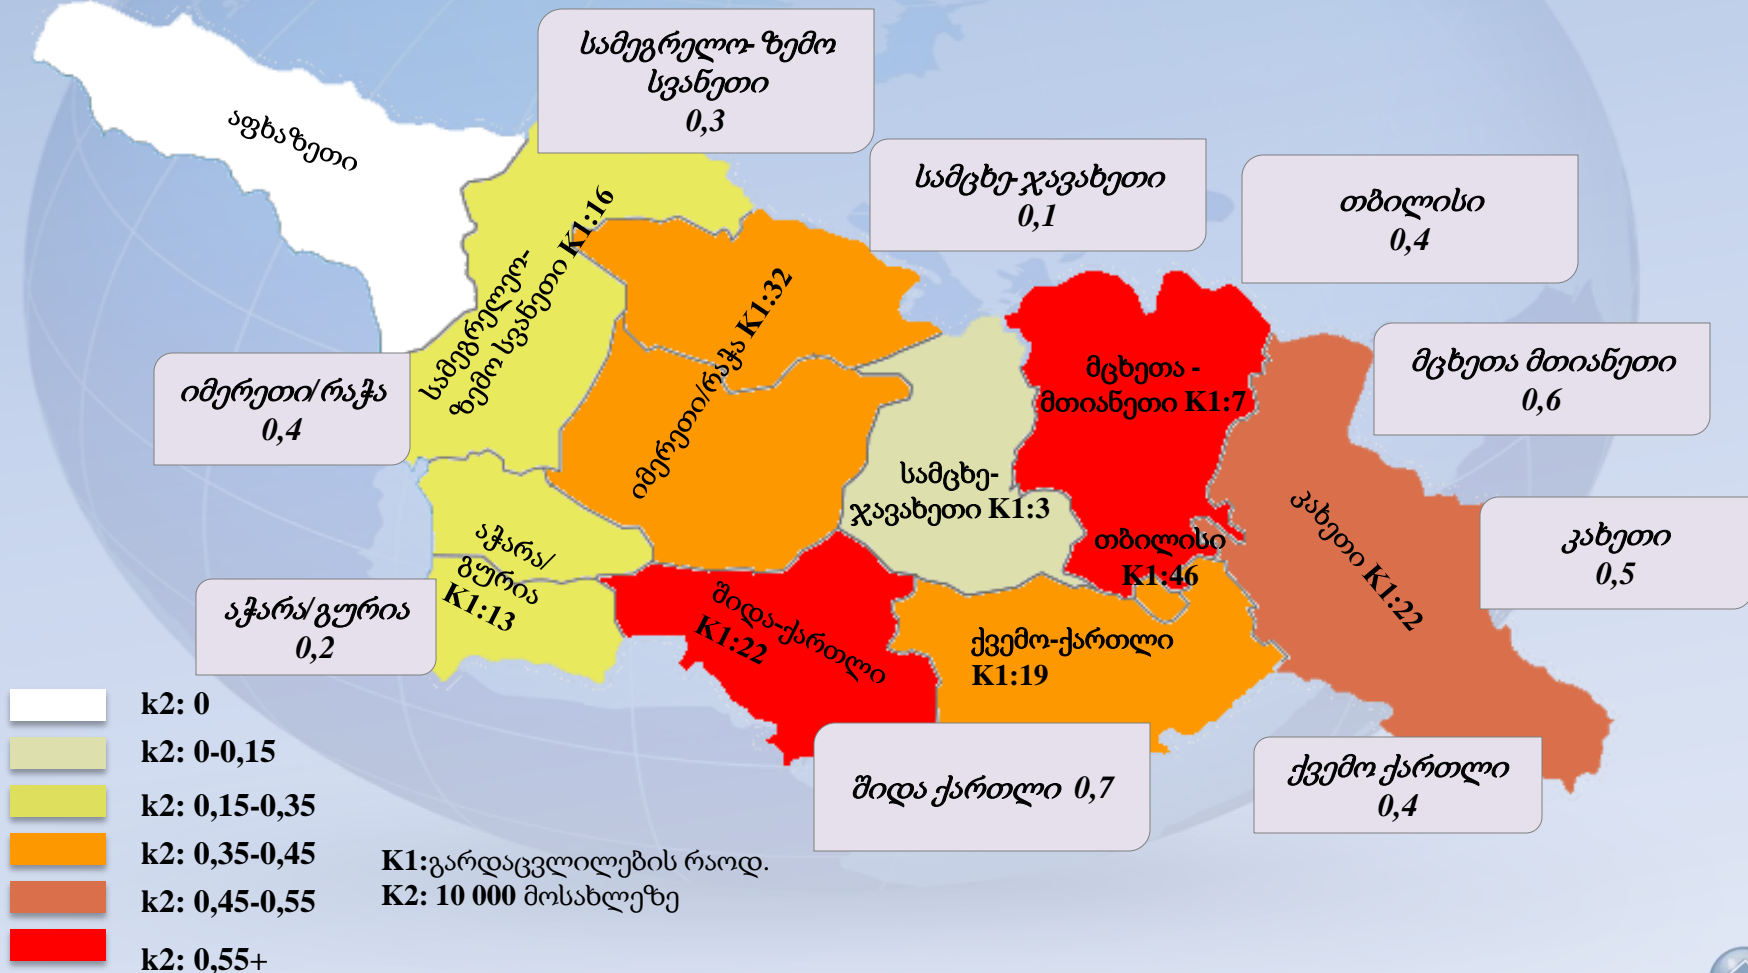 სამეგრელო- ზემო
სვანეთი
0,3
აფხაზეთი
სამცხე-ჯავახეთი
0,1
თბილისი
0,4
სამეგრელეო-
ზემო სვანეთი K1:16
იმერეთი/რაჭა K1:32
მცხეთა -
მთიანეთი K1:7
მცხეთა მთიანეთი
0,6
იმერეთი/რაჭა
0,4
სამცხე-
ჯავახეთი K1:3
კახეთი K1:22
თბილისი
K1:46
კახეთი
0,5
აჭარა/
გურია
K1:13
აჭარა/გურია
0,2
შიდა-ქართლი
K1:22
ქვემო-ქართლი
K1:19
შიდა ქართლი 0,7
ქვემო ქართლი
0,4
k2: 0
k2: 0-0,15
k2: 0,15-0,35
k2: 0,35-0,45
k2: 0,45-0,55
k2: 0,55+
K1:გარდაცვლილების რაოდ.
K2: 10 000 მოსახლეზე